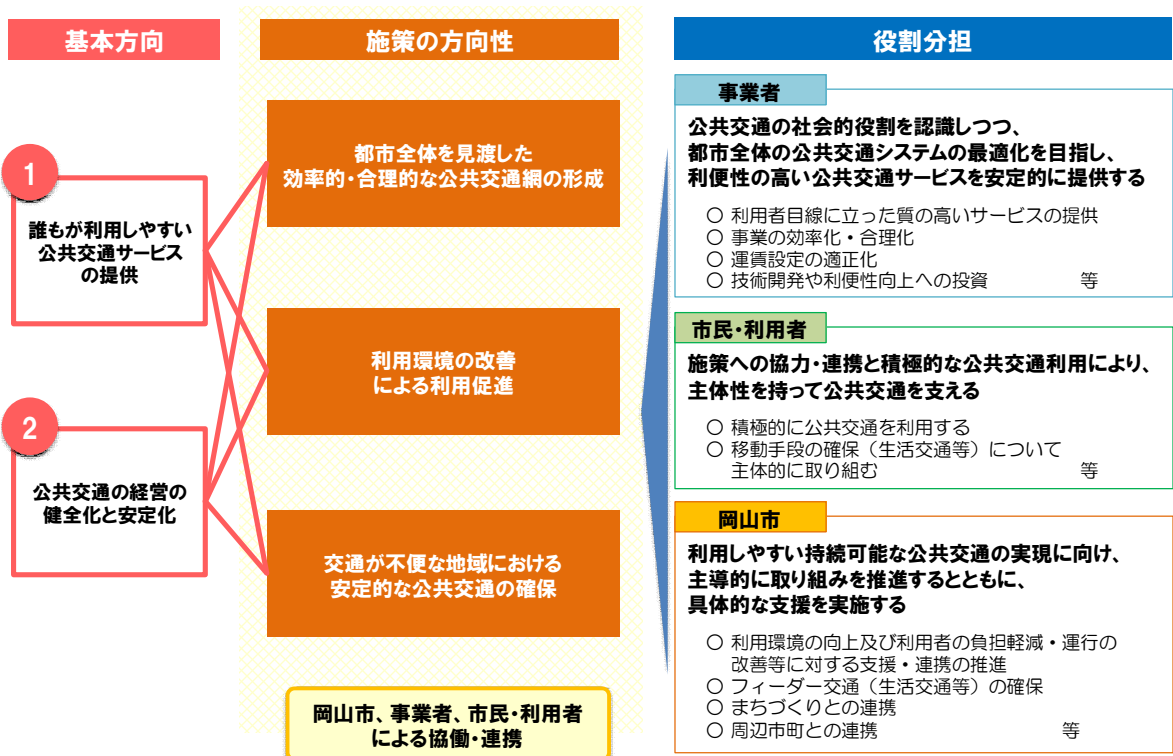 基本方向
施策の方向性
役割分担
1
誰もが利用しやすい
公共交通サービス
の提供
2
公共交通の経営の
健全化と安定化
都市全体を見渡した
効率的・合理的な公共交通網の形成
利用環境の改善
による利用促進
交通が不便な地域における
安定的な公共交通の確保
岡山市、事業者、市民・利用者
による協働・連携
事業者
公共交通の社会的役割を認識しつつ、
都市全体の公共交通システムの最適化を目指し、
利便性の高い公共交通サービスを安定的に提供する
○ 利用者目線に立った質の高いサービスの提供
○ 事業の効率化・合理化
○ 運賃設定の適正化
○ 技術開発や利便性向上への投資 等
市民・利用者
施策への協力・連携と積極的な公共交通利用により、
主体性を持って公共交通を支える
○ 積極的に公共交通を利用する
○ 移動手段の確保（生活交通等）について
主体的に取り組む 等
岡山市
利用しやすい持続可能な公共交通の実現に向け、
主導的に取り組みを推進するとともに、
具体的な支援を実施する
○ 利用環境の向上及び利用者の負担軽減・運行の
改善等に対する支援・連携の推進
○ フィーダー交通（生活交通等）の確保
○ まちづくりとの連携
○ 周辺市町との連携 等